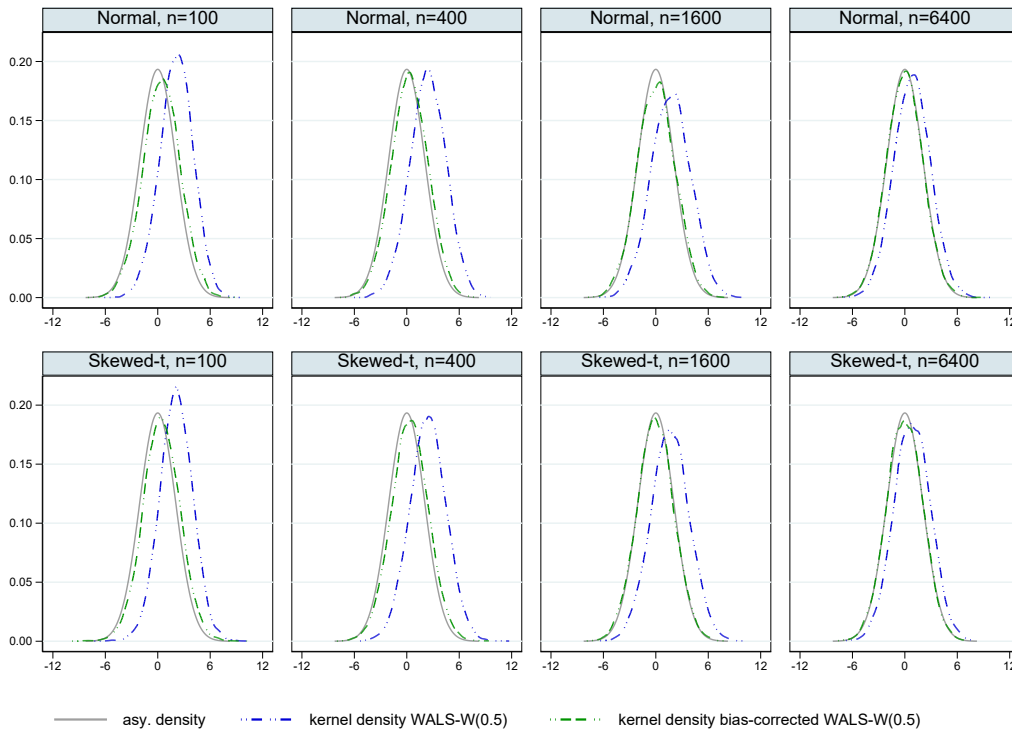 Normal, n=100 Normal, n=400 Normal, n=1600 Normal, n=6400
0.20
0.15
0.10
0.05
0.00
-12 -6 0 6 12 -12 -6 0 6 12 -12 -6 0 6 12 -12 -6 0 6 12
Skewed-t, n=100 Skewed-t, n=400 Skewed-t, n=1600 Skewed-t, n=6400
0.20
0.15
0.10
0.05
0.00
-12 -6 0 6 12 -12 -6 0 6 12 -12 -6 0 6 12 -12 -6 0 6 12
asy. density kernel density WALS-W(0.5) kernel density bias-corrected WALS-W(0.5)